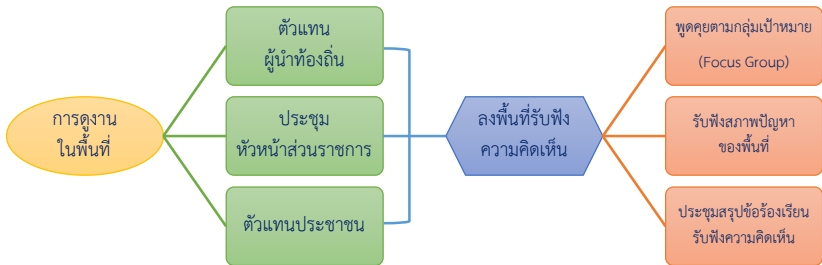 การดูงาน
ในพื้นที่
ตัวแทน
ผู้นำท้องถิ่น
ประชุม
หัวหน้าส่วนราชการ
ตัวแทนประชาชน
ลงพื้นที่รับฟัง
ความคิดเห็น
พูดคุยตามกลุ่มเป้าหมาย
(Focus Group)
รับฟังสภาพปัญหา
ของพื้นที่
ประชุมสรุปข้อร้องเรียน
รับฟังความคิดเห็น